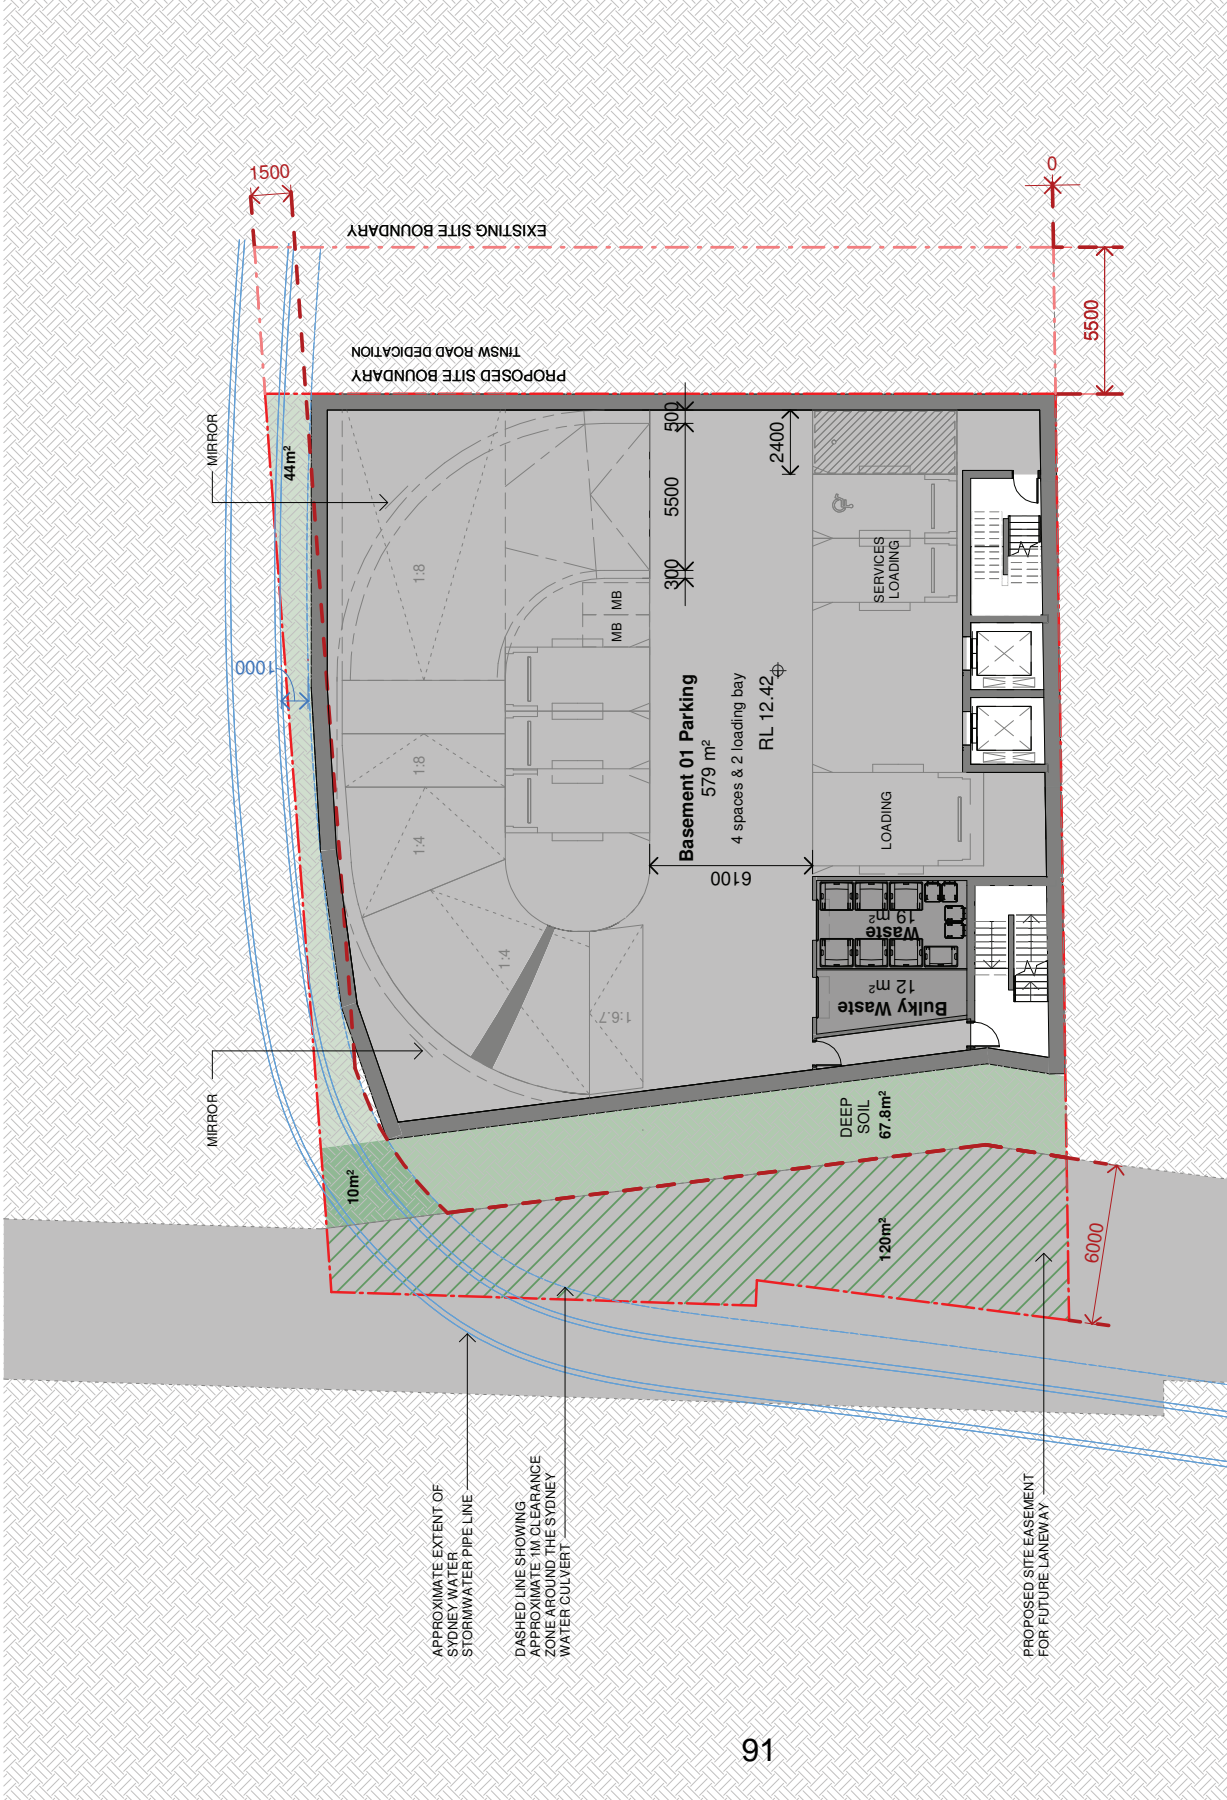 1500
0
EXISTING SITE BOUNDARY
5500
TfNSW ROAD DEDICATION
PROPOSED SITE BOUNDARY
MIRROR
44m²
500
2400
5500
300
1:8
MB
MB
SERVICES
LOADING
1000
1:8
1:4
Basement 01 Parking
579 m²
4 spaces & 2 loading bay
RL 12.42
LOADING
6100
Waste
19 m²
Bulky Waste
12 m²
1:4
1:6.7
MIRROR
DEEP
SOIL
67.8m²
10m²
120m²
6000
APPROXIMATE EXTENT OF
SYDNEY WATER
STORMWATER PIPE LINE
DASHED LINE SHOWING
APPROXIMATE 1M CLEARANCE
ZONE AROUND THE SYDNEY
WATER CULVERT
PROPOSED SITE EASEMENT
FOR FUTURE LANEWAY
91